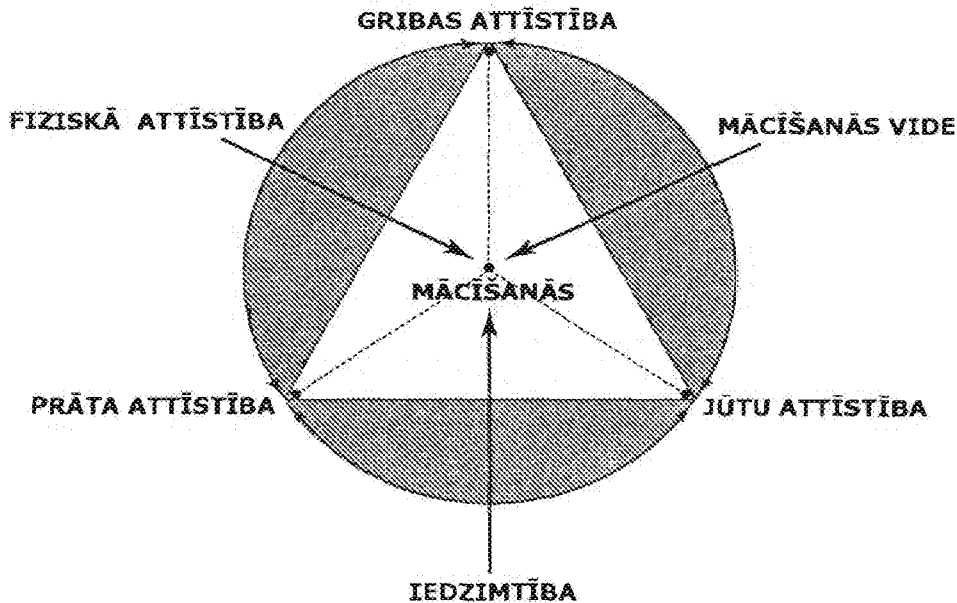 GRIBAS ATTĪSTĪBA
FIZISKĀ ATTĪSTĪBA
MĀCĪŠANĀS VIDE
MĀCĪŠANĀS
PRĀTA ATTĪSTĪBA
JŪTU ATTĪSTĪBA
IEDZIMTĪBA